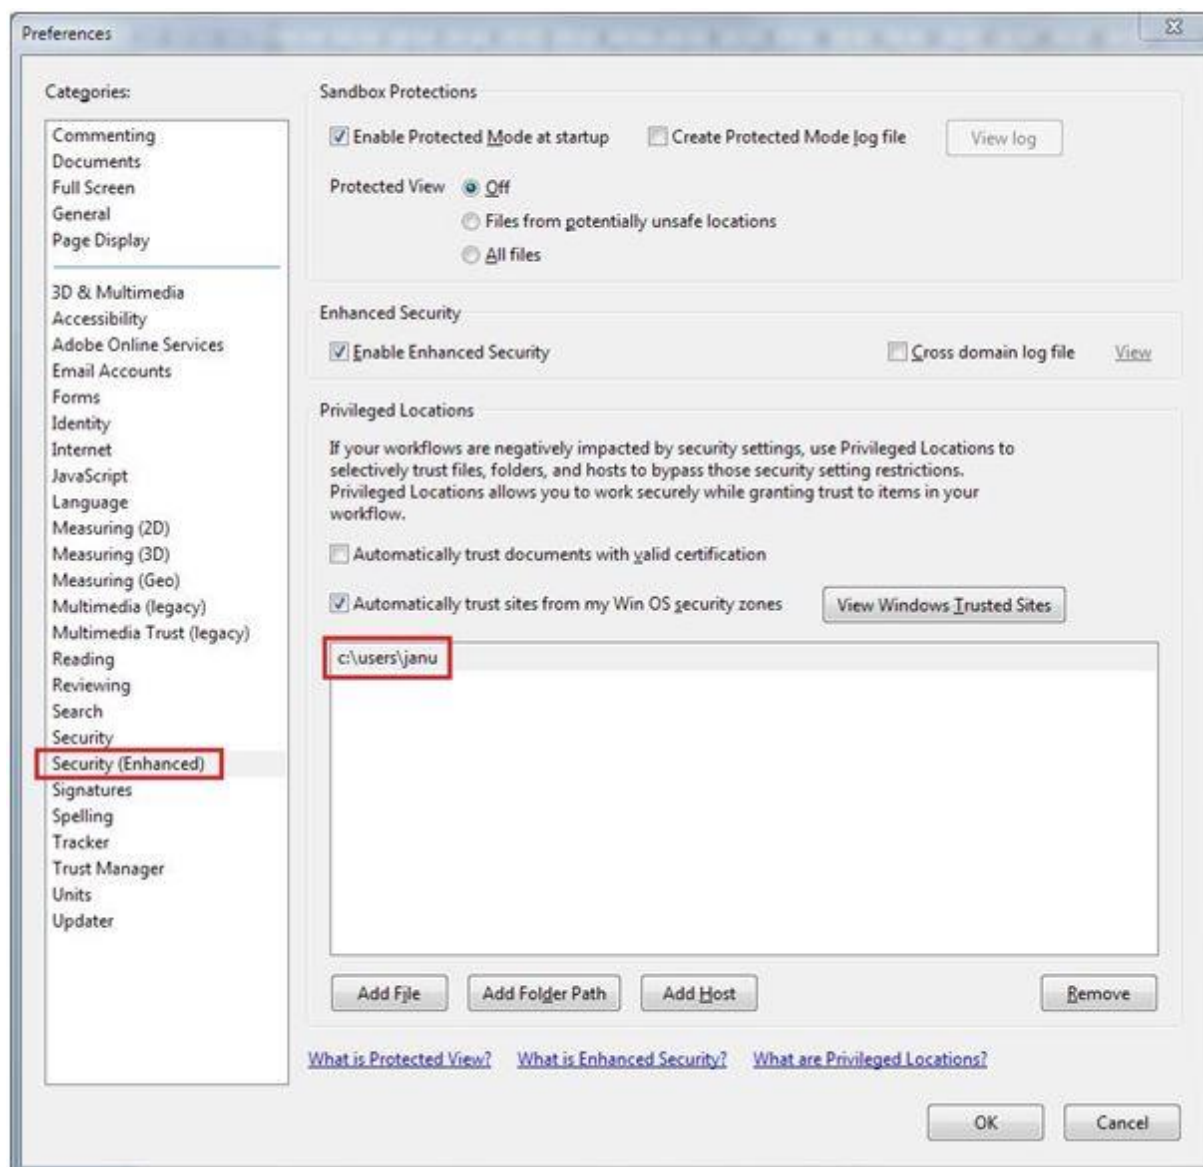 Preferences
Categories:
Commenting
Documents
Full Screen
General
Page Display
3D & Multimedia
Accessibility
Adobe Online Services
Email Accounts
Forms
Identity
Internet
JavaScript
Language
Measuring (2D)
Measuring (3D)
Measuring (Geo)
Multimedia (legacy)
Multimedia Trust (legacy)
Reading
Reviewing
Search
Security
Security (Enhanced)
Signatures
Spelling
Tracker
Trust Manager
Units
Updater
Sandbox Protections
Enable Protected Mode at startup Create Protected Mode log file View log
Protected View Off
Files from potentially unsafe locations
All files
Enhanced Security
Enable Enhanced Security Cross domain log file View
Privileged Locations
If your workflows are negatively impacted by security settings, use Privileged Locations to
selectively trust files, folders, and hosts to bypass those security setting restrictions.
Privileged Locations allows you to work securely while granting trust to items in your
workflow.
Automatically trust documents with valid certification
Automatically trust sites from my Win OS security zones View Windows Trusted Sites
c:\users\janu
Add File Add Folder Path Add Host Remove
What is Protected View? What is Enhanced Security? What are Privileged Locations?
OK Cancel